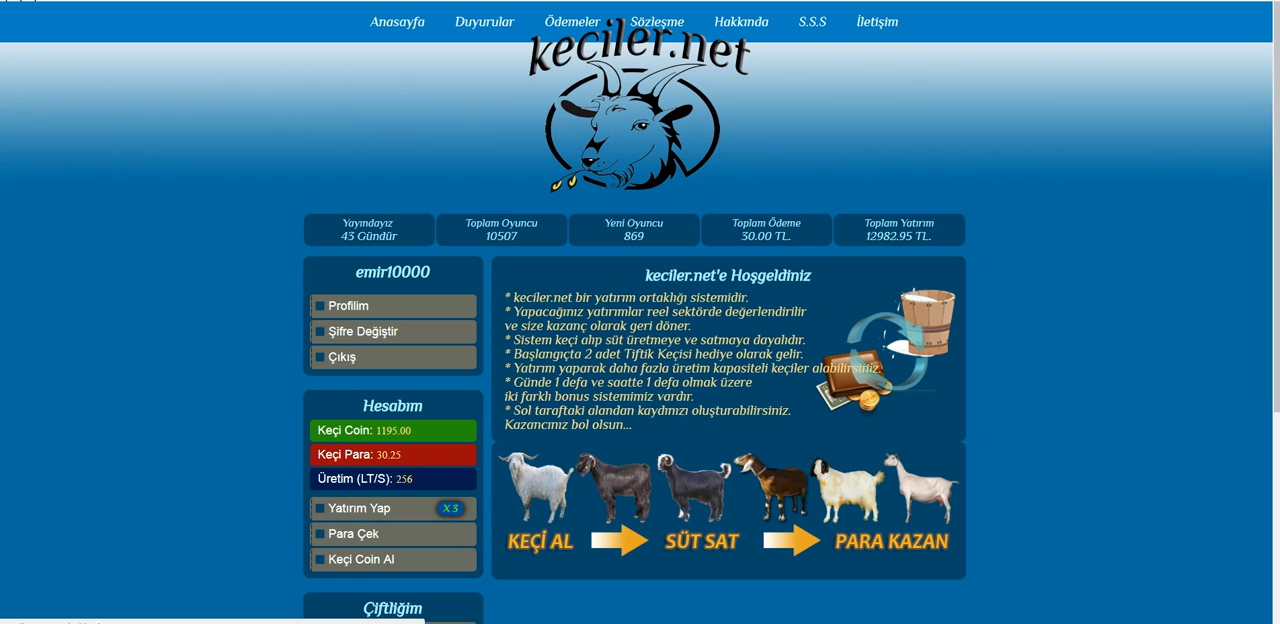 Anasayfa Duyurular Ödemeler Sözleşme Hakkında S.S.S İletişim
keciler.net
Yayındayız Toplam Oyuncu Yeni Oyuncu Toplam Ödeme Toplam Yatırım
43 Gündür 10507 869 30.00 TL. 12982.95 TL.
emir10000
Profilim
Şifre Değiştir
Çıkış
Hesabım
Keçi Coin: 1195.00
Keçi Para: 30.25
Üretim (LT/S): 256
Yatırım Yap X 3
Para Çek
Keçi Coin Al
Çiftliğim
keciler.net'e Hoşgeldiniz
* keciler.net bir yatırım ortaklığı sistemidir.
* Yapacağınız yatırımlar reel sektörde değerlendirilir
ve size kazanç olarak geri döner.
* Sistem keçi alıp süt üretmeye ve satmaya dayalıdır.
* Başlangıçta 2 adet Tiftik Keçisi hediye olarak gelir.
* Yatırım yaparak daha fazla üretim kapasiteli keçiler alabilirsiniz.
* Günde 1 defa ve saatte 1 defa olmak üzere
iki farklı bonus sistemimiz vardır.
* Sol taraftaki alandan kaydınızı oluşturabilirsiniz.
Kazancınız bol olsun...
KEÇİ AL SÜT SAT PARA KAZAN